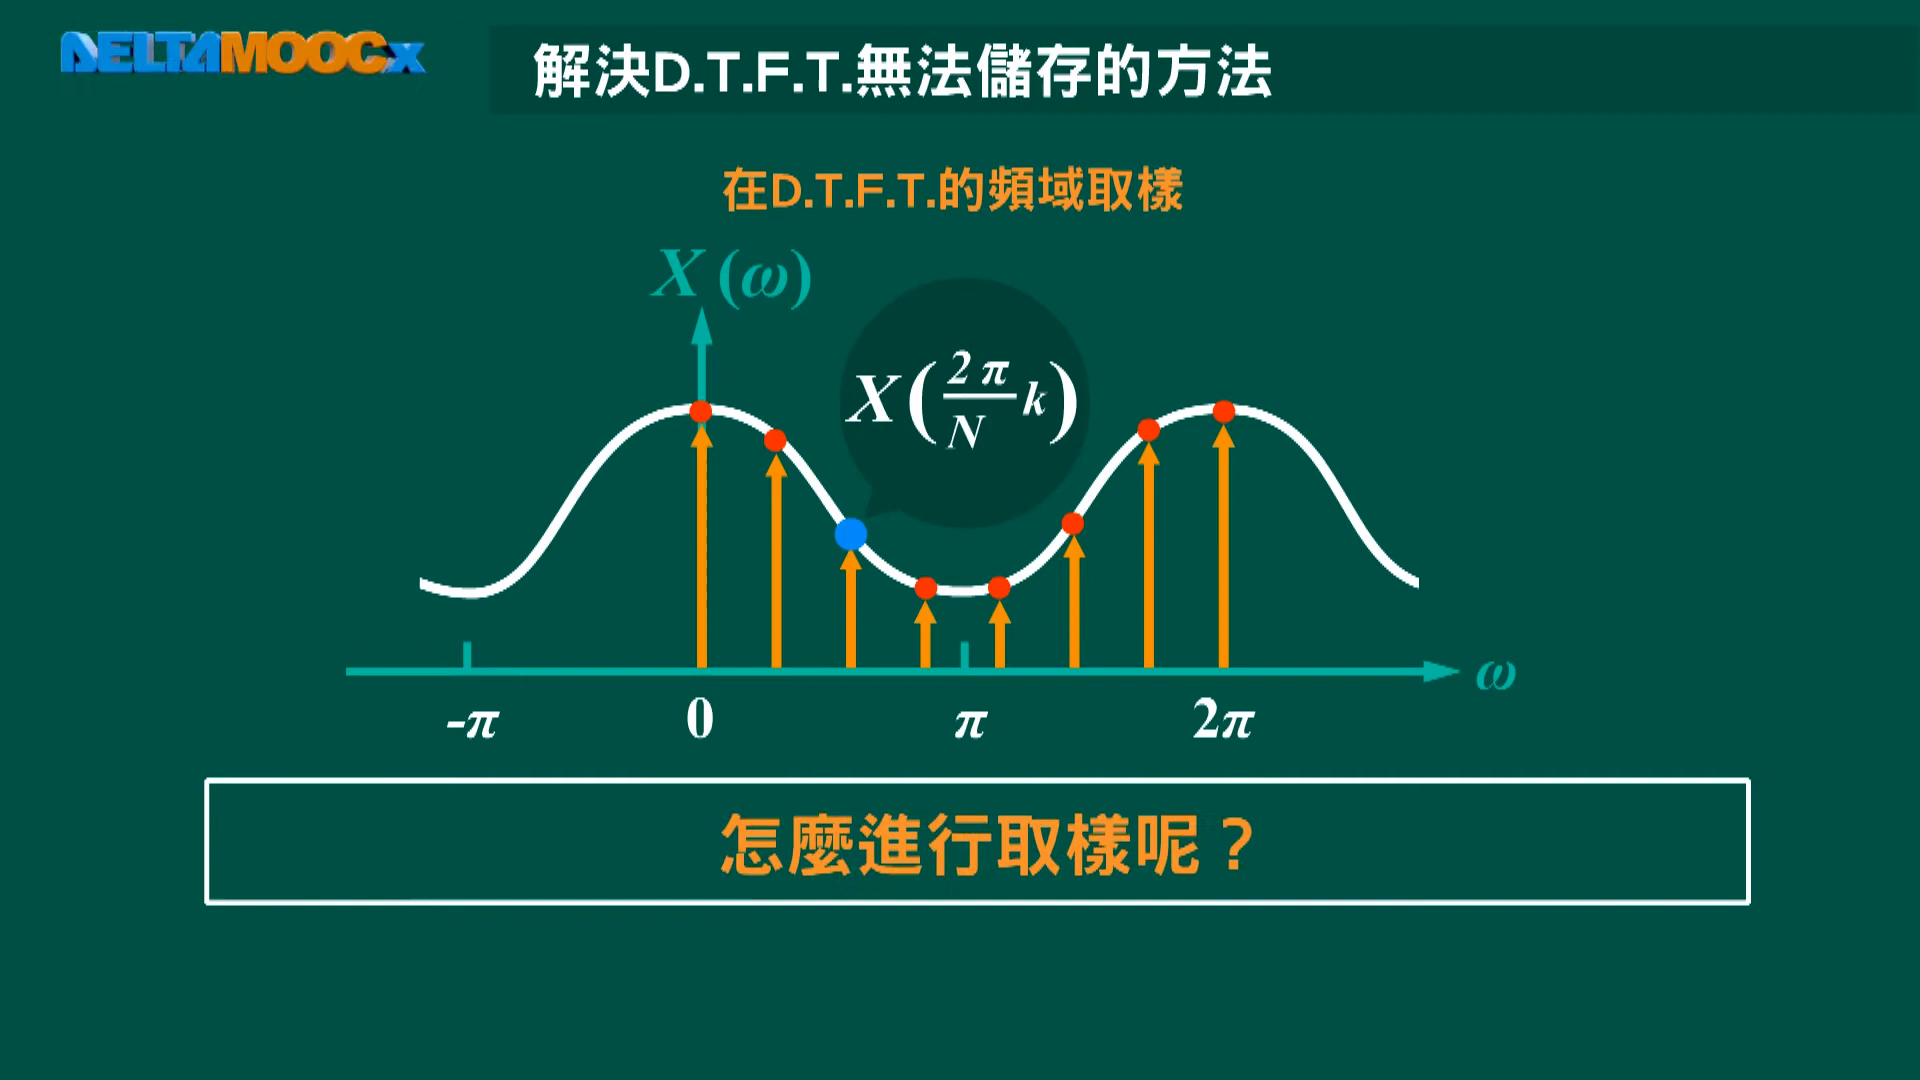 DELTAMOOCx
解決D.T.F.T.無法儲存的方法
在D.T.F.T.的頻域取樣
X (ω)
X(2π/N k)
ω
-π 0 π 2π
怎麼進行取樣呢？